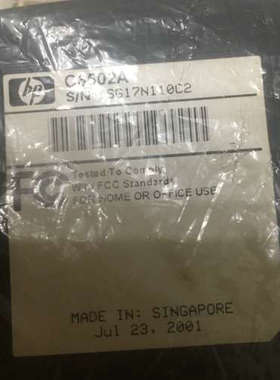 hp
C6502A
S/N SG17N110C2
FC
Tested To Comply
With FCC Standards
FOR HOME OR OFFICE USE
MADE IN: SINGAPORE
Jul 23, 2001